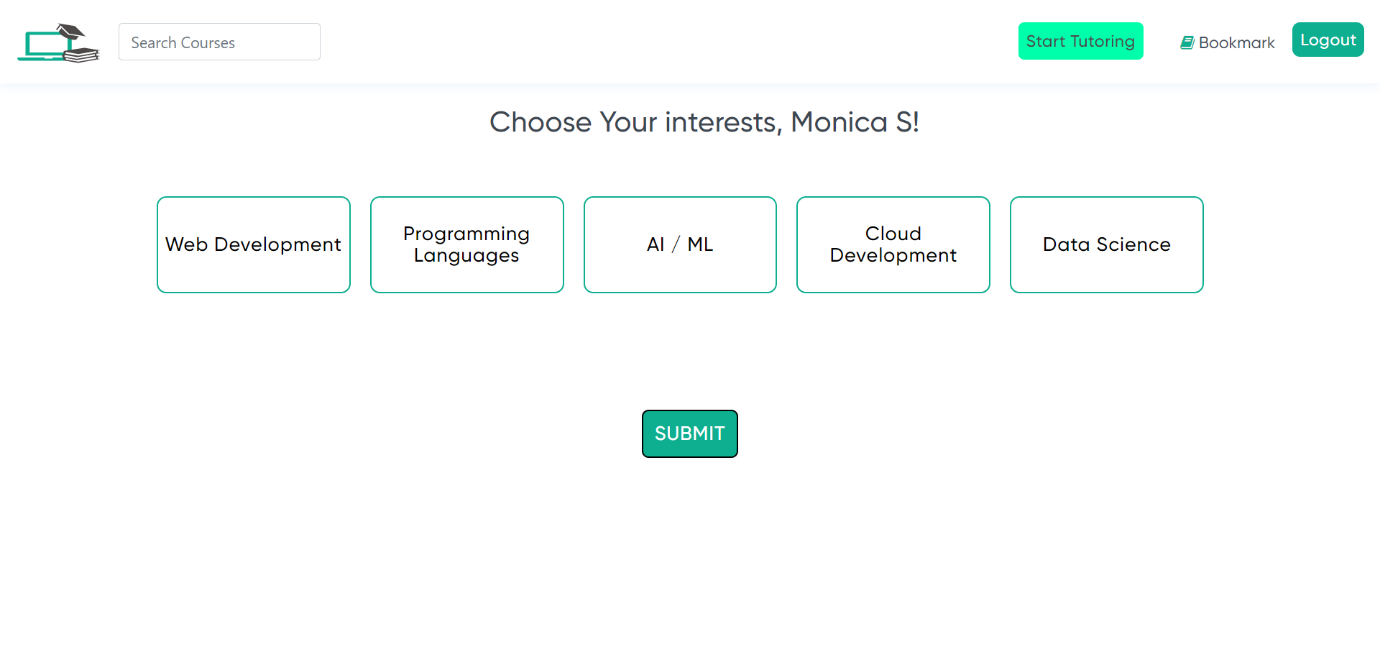 Search Courses
Start Tutoring
Bookmark
Logout
Choose Your interests, Monica S!
Web Development
Programming
Languages
AI / ML
Cloud
Development
Data Science
SUBMIT